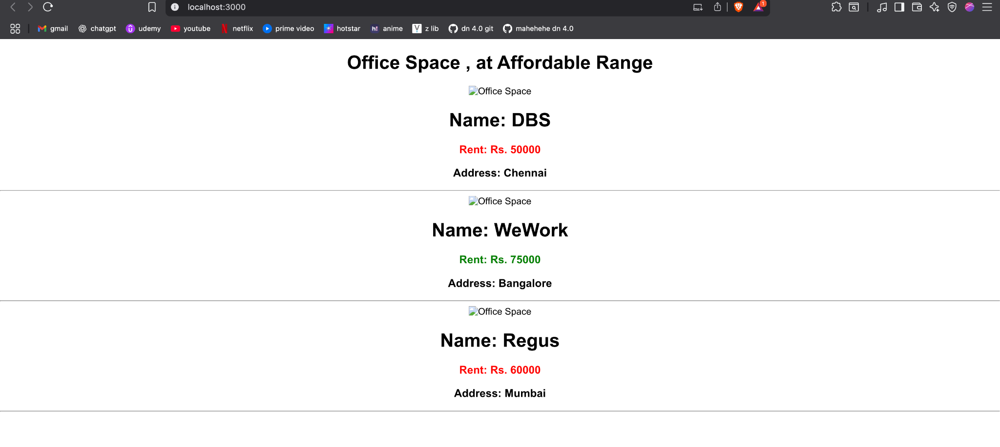 localhost:3000
1
gmail chatgpt udemy youtube netflix prime video hotstar h! anime z lib dn 4.0 git mahehehe dn 4.0
Office Space , at Affordable Range
Office Space
Name: DBS
Rent: Rs. 50000
Address: Chennai
Office Space
Name: WeWork
Rent: Rs. 75000
Address: Bangalore
Office Space
Name: Regus
Rent: Rs. 60000
Address: Mumbai